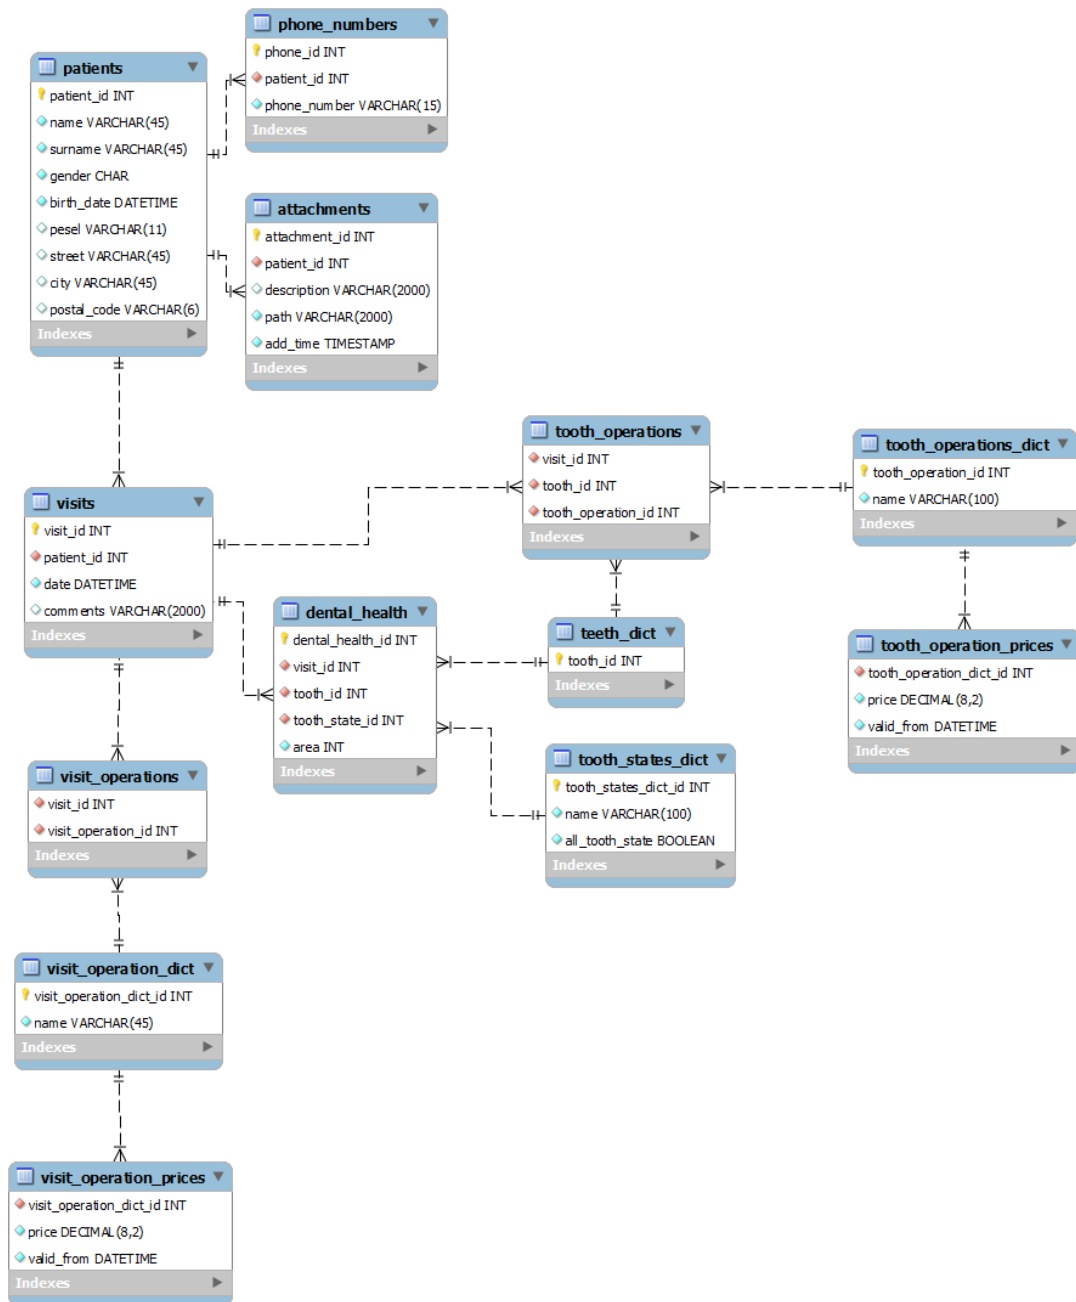 phone_numbers
phone_id INT
patient_id INT
phone_number VARCHAR(15)
Indexes
patients
patient_id INT
name VARCHAR(45)
surname VARCHAR(45)
gender CHAR
birth_date DATETIME
pesel VARCHAR(11)
street VARCHAR(45)
city VARCHAR(45)
postal_code VARCHAR(6)
Indexes
attachments
attachment_id INT
patient_id INT
description VARCHAR(2000)
path VARCHAR(2000)
add_time TIMESTAMP
Indexes
tooth_operations
visit_id INT
tooth_id INT
tooth_operation_id INT
Indexes
tooth_operations_dict
tooth_operation_id INT
name VARCHAR(100)
Indexes
visits
visit_id INT
patient_id INT
date DATETIME
comments VARCHAR(2000)
Indexes
dental_health
dental_health_id INT
visit_id INT
tooth_id INT
tooth_state_id INT
area INT
Indexes
teeth_dict
tooth_id INT
Indexes
tooth_operation_prices
tooth_operation_dict_id INT
price DECIMAL(8,2)
valid_from DATETIME
Indexes
tooth_states_dict
tooth_states_dict_id INT
name VARCHAR(100)
all_tooth_state BOOLEAN
Indexes
visit_operations
visit_id INT
visit_operation_id INT
Indexes
visit_operation_dict
visit_operation_dict_id INT
name VARCHAR(45)
Indexes
visit_operation_prices
visit_operation_dict_id INT
price DECIMAL(8,2)
valid_from DATETIME
Indexes